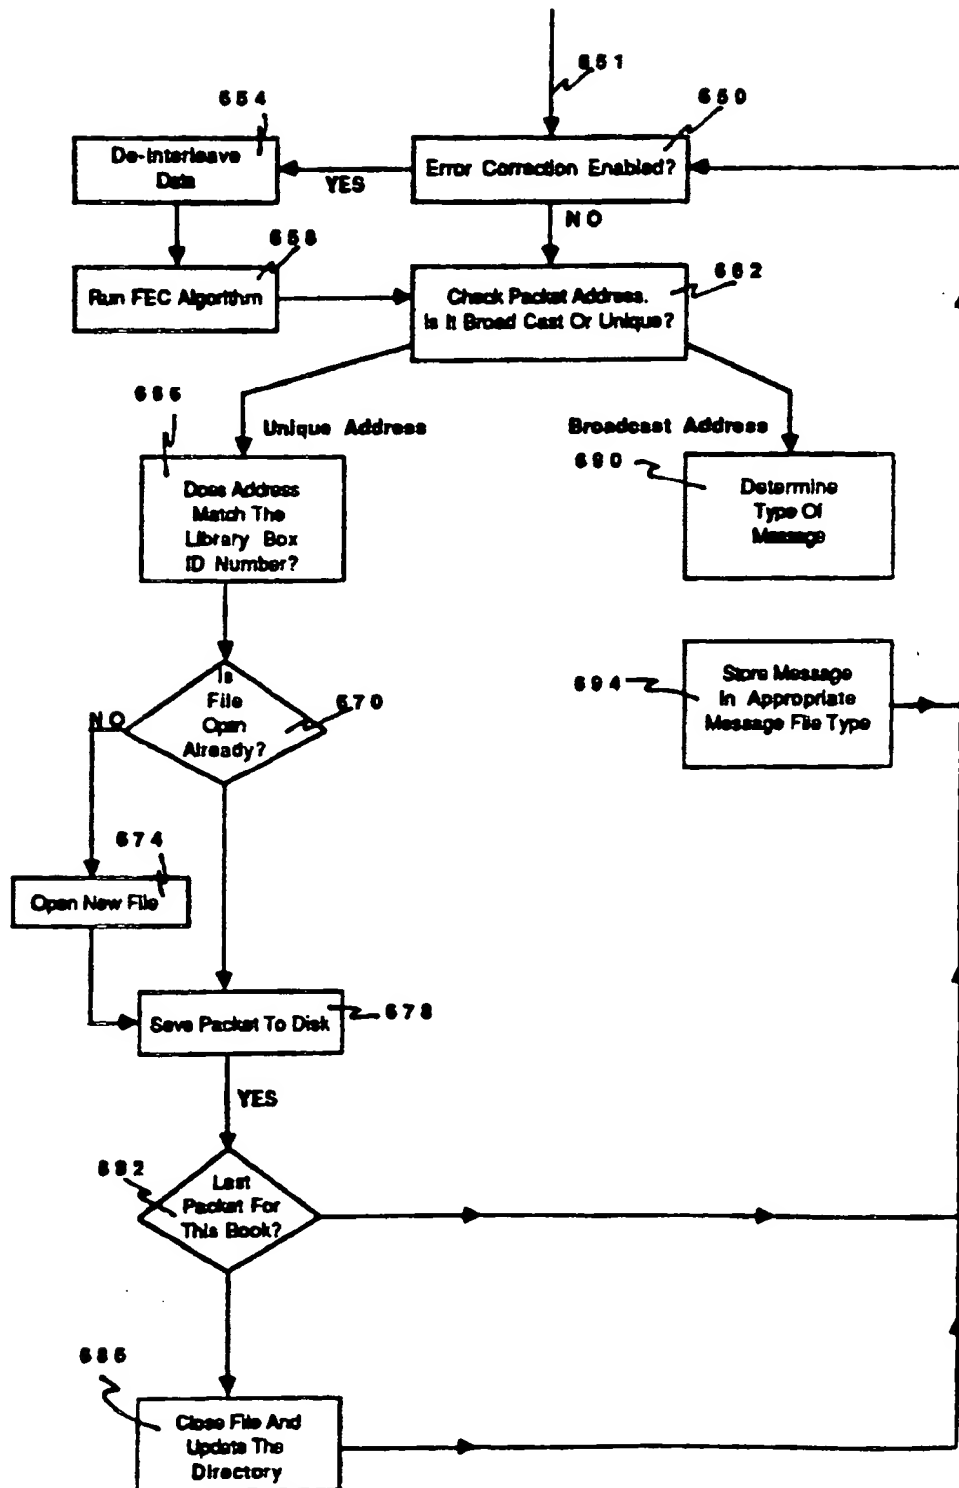 651
654
650
De-Interleave
Data
YES
Error Correction Enabled?
NO
658
662
Run FEC Algorithm
Check Packet Address.
Is It Broad Cast Or Unique?
666
Unique Address
Broadcast Address
690
Does Address
Match The
Library Box
ID Number?
Determine
Type Of
Message
Is
File
Open
Already?
670
NO
694
Store Message
In Appropriate
Message File Type
674
Open New File
Save Packet To Disk
678
YES
682
Last
Packet For
This Book?
686
Close File And
Update The
Directory